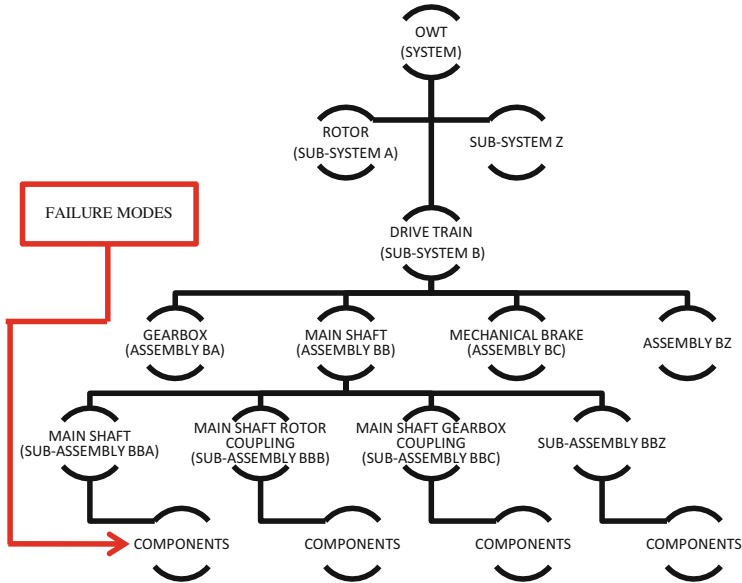 OWT
(SYSTEM)
ROTOR
(SUB-SYSTEM A)
SUB-SYSTEM Z
FAILURE MODES
DRIVE TRAIN
(SUB-SYSTEM B)
GEARBOX
(ASSEMBLY BA)
MAIN SHAFT
(ASSEMBLY BB)
MECHANICAL BRAKE
(ASSEMBLY BC)
ASSEMBLY BZ
MAIN SHAFT
(SUB-ASSEMBLY BBA)
MAIN SHAFT ROTOR
COUPLING
(SUB-ASSEMBLY BBB)
MAIN SHAFT GEARBOX
COUPLING
(SUB-ASSEMBLY BBC)
SUB-ASSEMBLY BBZ
COMPONENTS
COMPONENTS
COMPONENTS
COMPONENTS